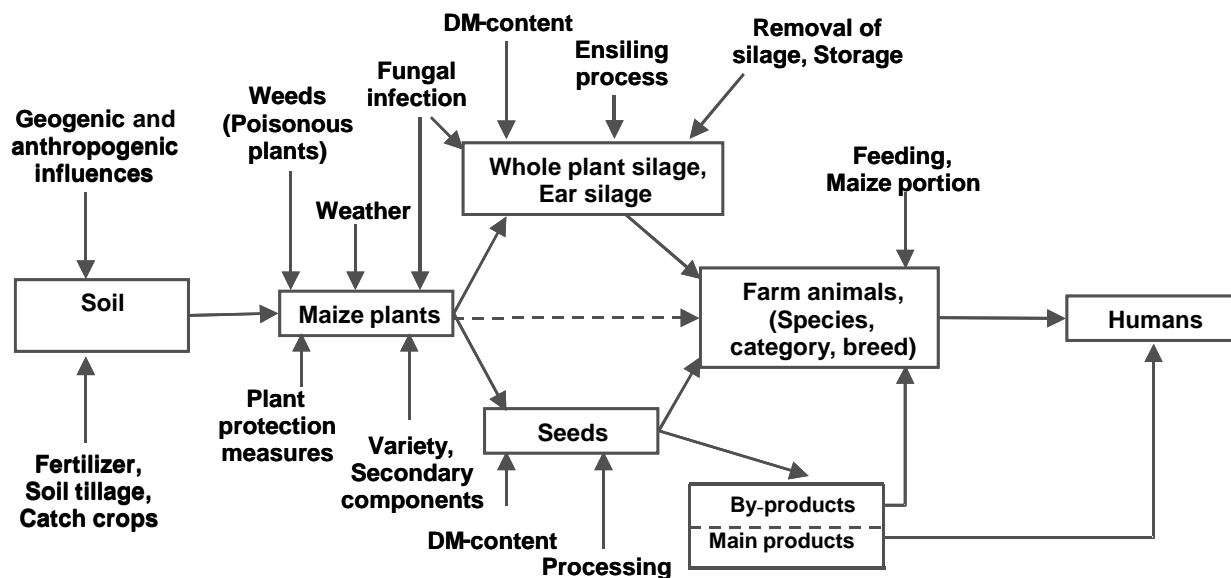 DM-content
Removal of
silage, Storage
Ensiling
process
Fungal
infection
Weeds
(Poisonous
plants)
Geogenic and
anthropogenic
influences
Whole plant silage,
Ear silage
Feeding,
Maize portion
Weather
Soil
Maize plants
Farm animals,
(Species,
category, breed)
Humans
Plant
protection
measures
Variety,
Secondary
components
Seeds
Fertilizer,
Soil tillage,
Catch crops
By-products
Main products
DM-content
Processing